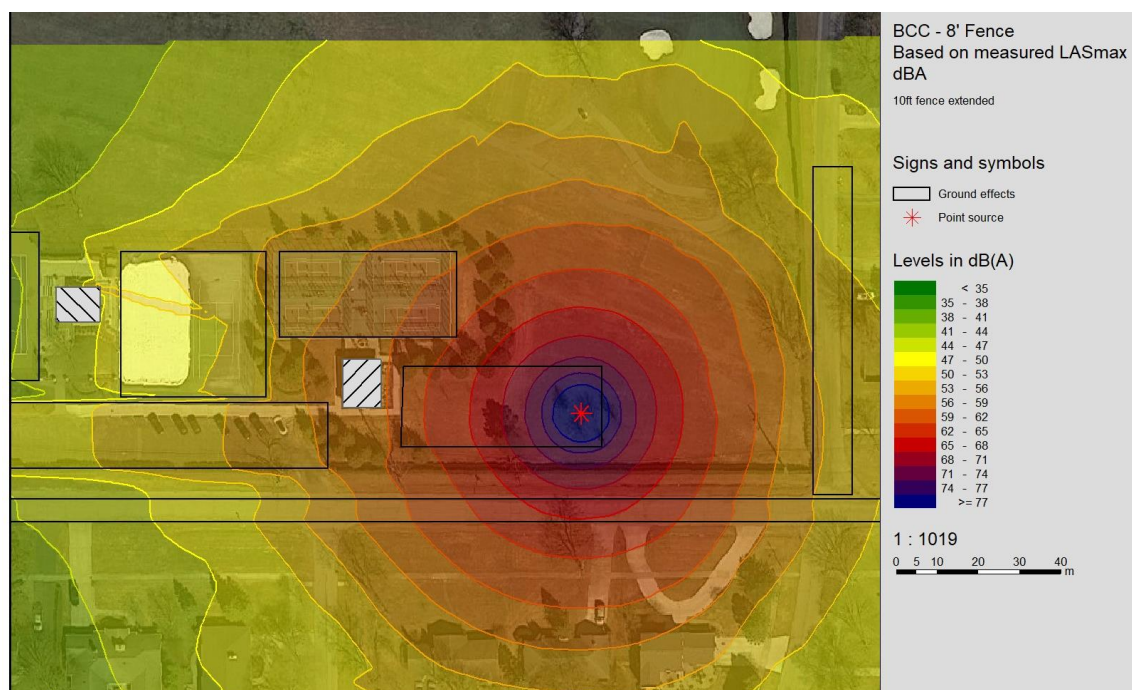 BCC - 8' Fence
Based on measured LASmax
dBA
10ft fence extended
Signs and symbols
Ground effects
Point source
Levels in dB(A)
< 35
35 - 38
38 - 41
41 - 44
44 - 47
47 - 50
50 - 53
53 - 56
56 - 59
59 - 62
62 - 65
65 - 68
68 - 71
71 - 74
74 - 77
>= 77
1 : 1019
0 5 10 20 30 40
m